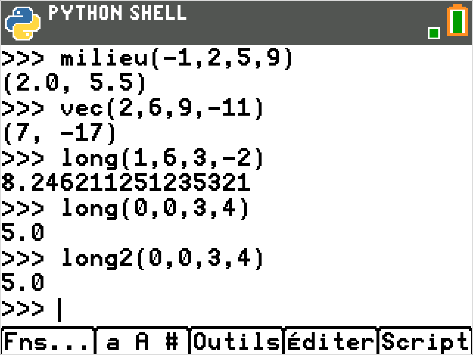 PYTHON SHELL
>>> milieu(-1,2,5,9)
(2.0, 5.5)
>>> vec(2,6,9,-11)
(7, -17)
>>> long(1,6,3,-2)
8.246211251235321
>>> long(0,0,3,4)
5.0
>>> long2(0,0,3,4)
5.0
>>>
Fns... a A # Outils Éditer Script